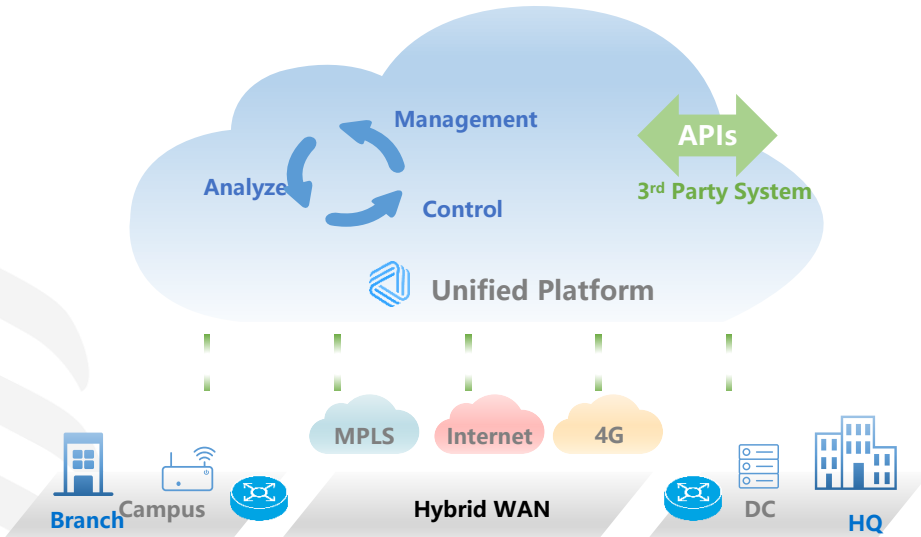 Management
APIs
Analyze
3rd Party System
Control
Unified Platform
MPLS
Internet
4G
Branch
Campus
Hybrid WAN
DC
HQ